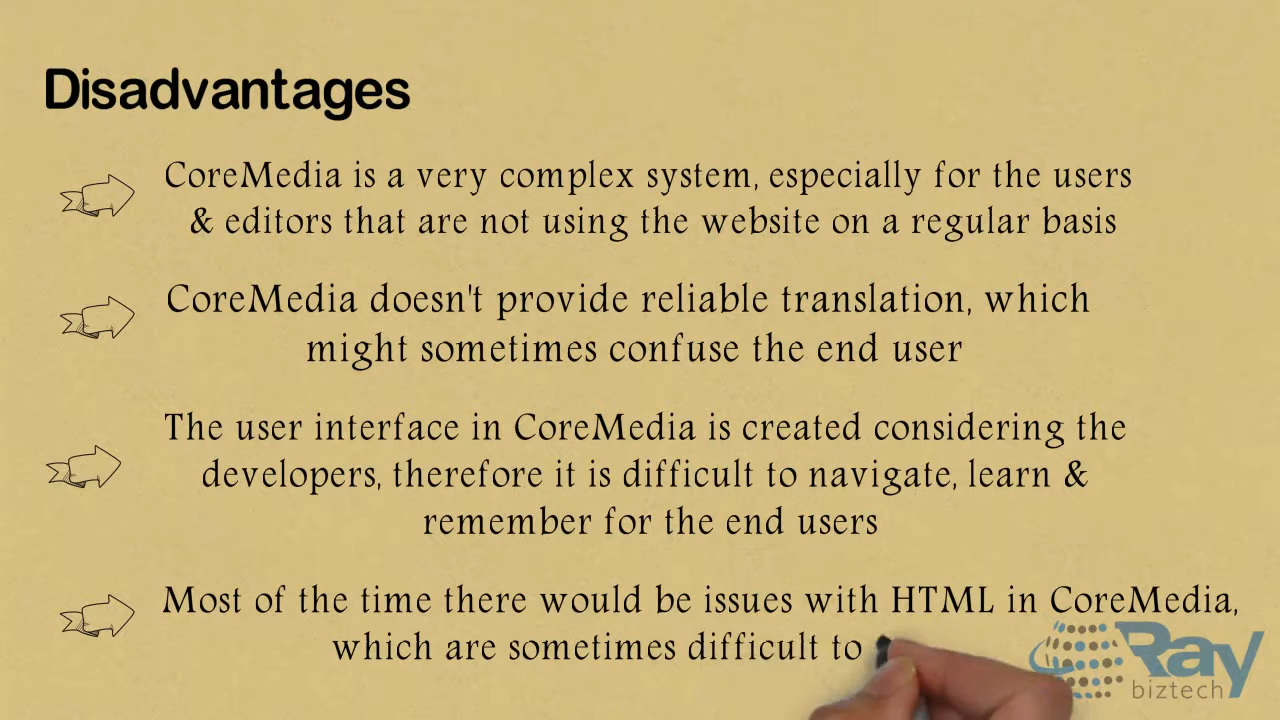 Disadvantages
CoreMedia is a very complex system, especially for the users
& editors that are not using the website on a regular basis
CoreMedia doesn't provide reliable translation, which
might sometimes confuse the end user
The user interface in CoreMedia is created considering the
developers, therefore it is difficult to navigate, learn &
remember for the end users
Most of the time there would be issues with HTML in CoreMedia,
which are sometimes difficult to
Ray
biztech